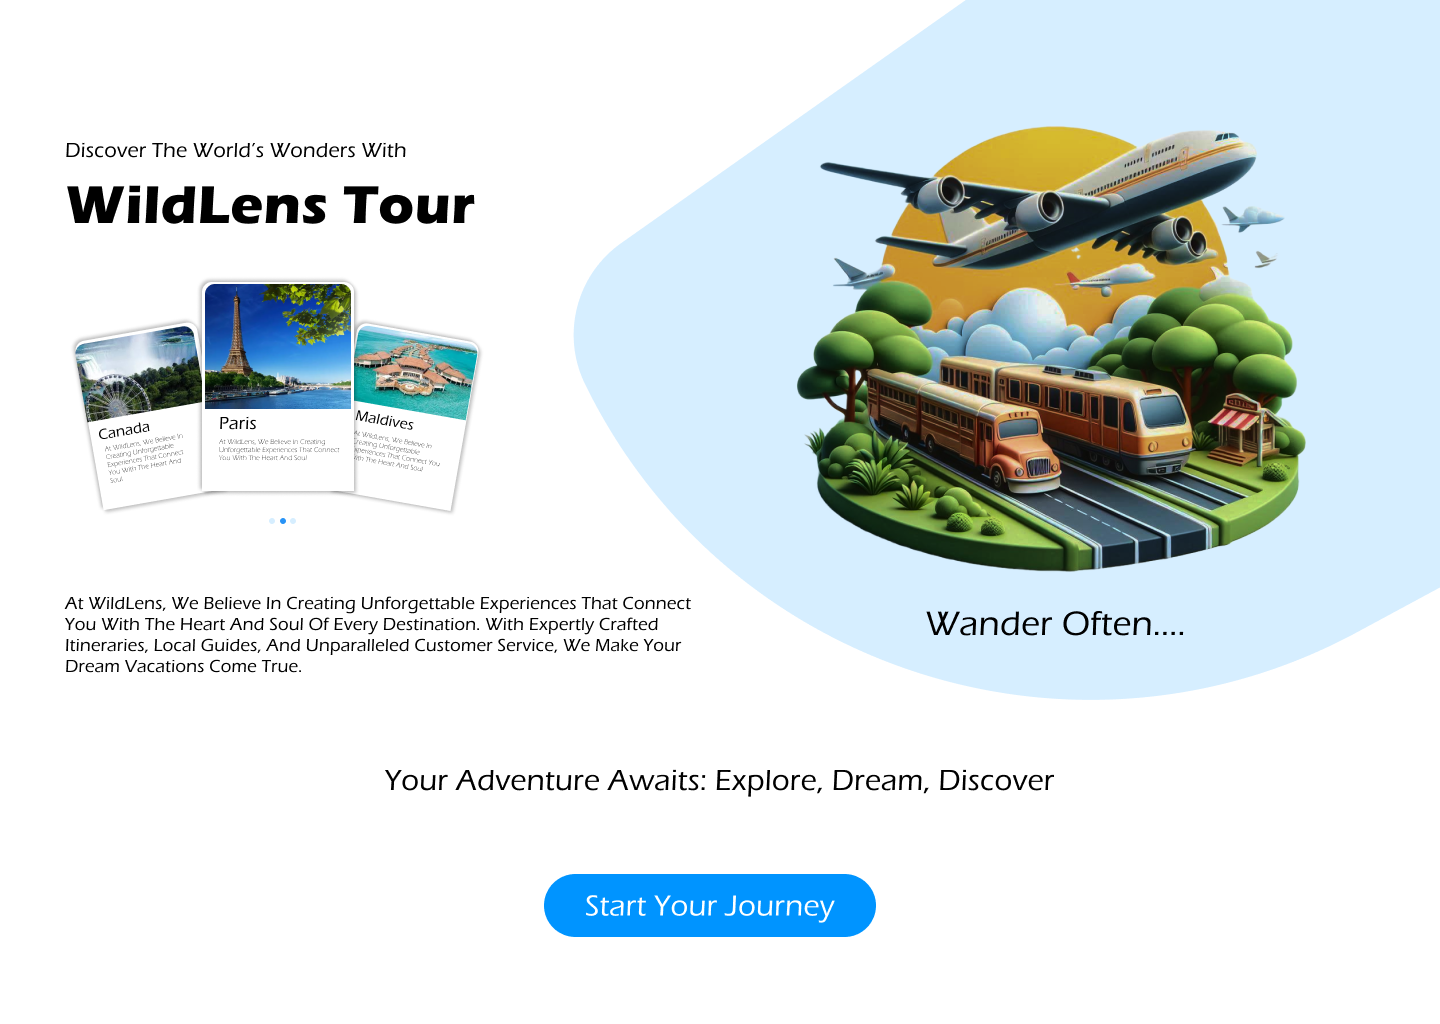 Discover The World's Wonders With
WildLens Tour
Canada
At WildLens, We Believe In
Creating Unforgettable
Experiences That Connect
You With The Heart And
Soul
Paris
At WildLens, We Believe In Creating
Unforgettable Experiences That Connect
You With The Heart And Soul
Maldives
At WildLens, We Believe In
Creating Unforgettable
Experiences That Connect You
With The Heart And Soul
At WildLens, We Believe In Creating Unforgettable Experiences That Connect
You With The Heart And Soul Of Every Destination. With Expertly Crafted
Itineraries, Local Guides, And Unparalleled Customer Service, We Make Your
Dream Vacations Come True.
Wander Often....
Your Adventure Awaits: Explore, Dream, Discover
Start Your Journey